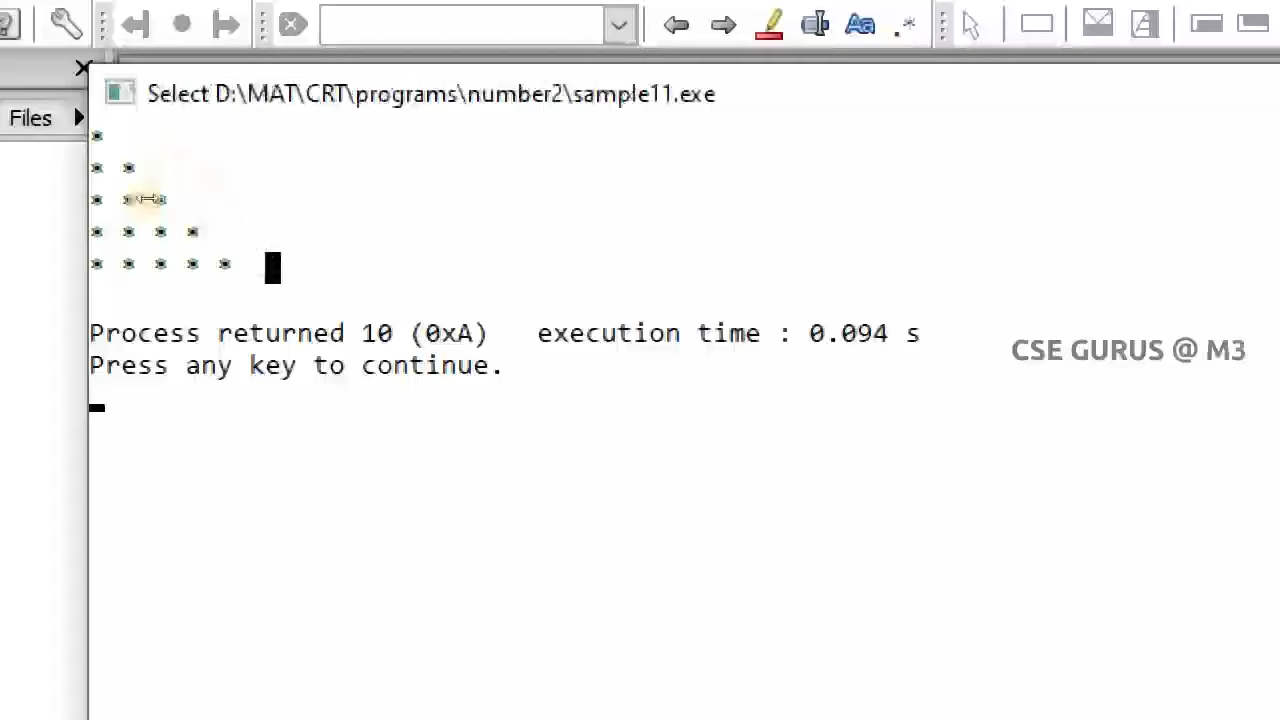 Select D:\MAT\CRT\programs\number2\sample11.exe
Files
*
* *
* * *
* * * *
* * * * *
Process returned 10 (0xA)   execution time : 0.094 s
Press any key to continue.
CSE GURUS @ M3